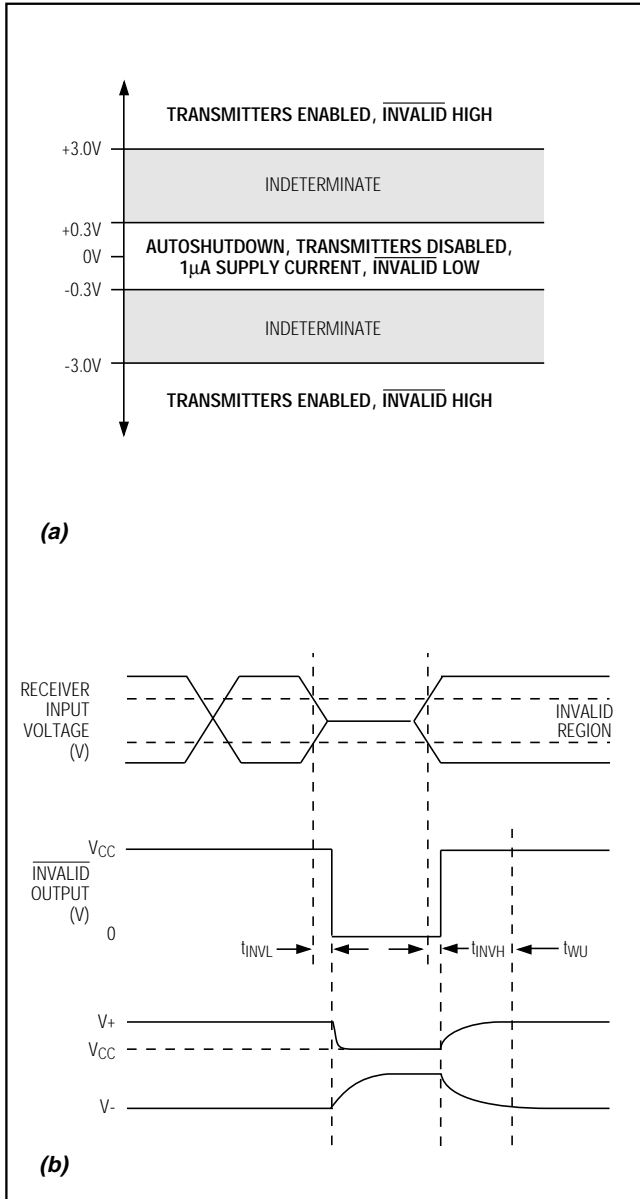 TRANSMITTERS ENABLED, INVALID HIGH
+3.0V
INDETERMINATE
+0.3V
AUTOSHUTDOWN, TRANSMITTERS DISABLED,
0V
1µA SUPPLY CURRENT, INVALID LOW
-0.3V
INDETERMINATE
-3.0V
TRANSMITTERS ENABLED, INVALID HIGH
(a)
RECEIVER
INPUT
VOLTAGE
(V)
INVALID
REGION
VCC
INVALID
OUTPUT
(V)
0
tINVL
tINVH
tWU
V+
VCC
V-
(b)